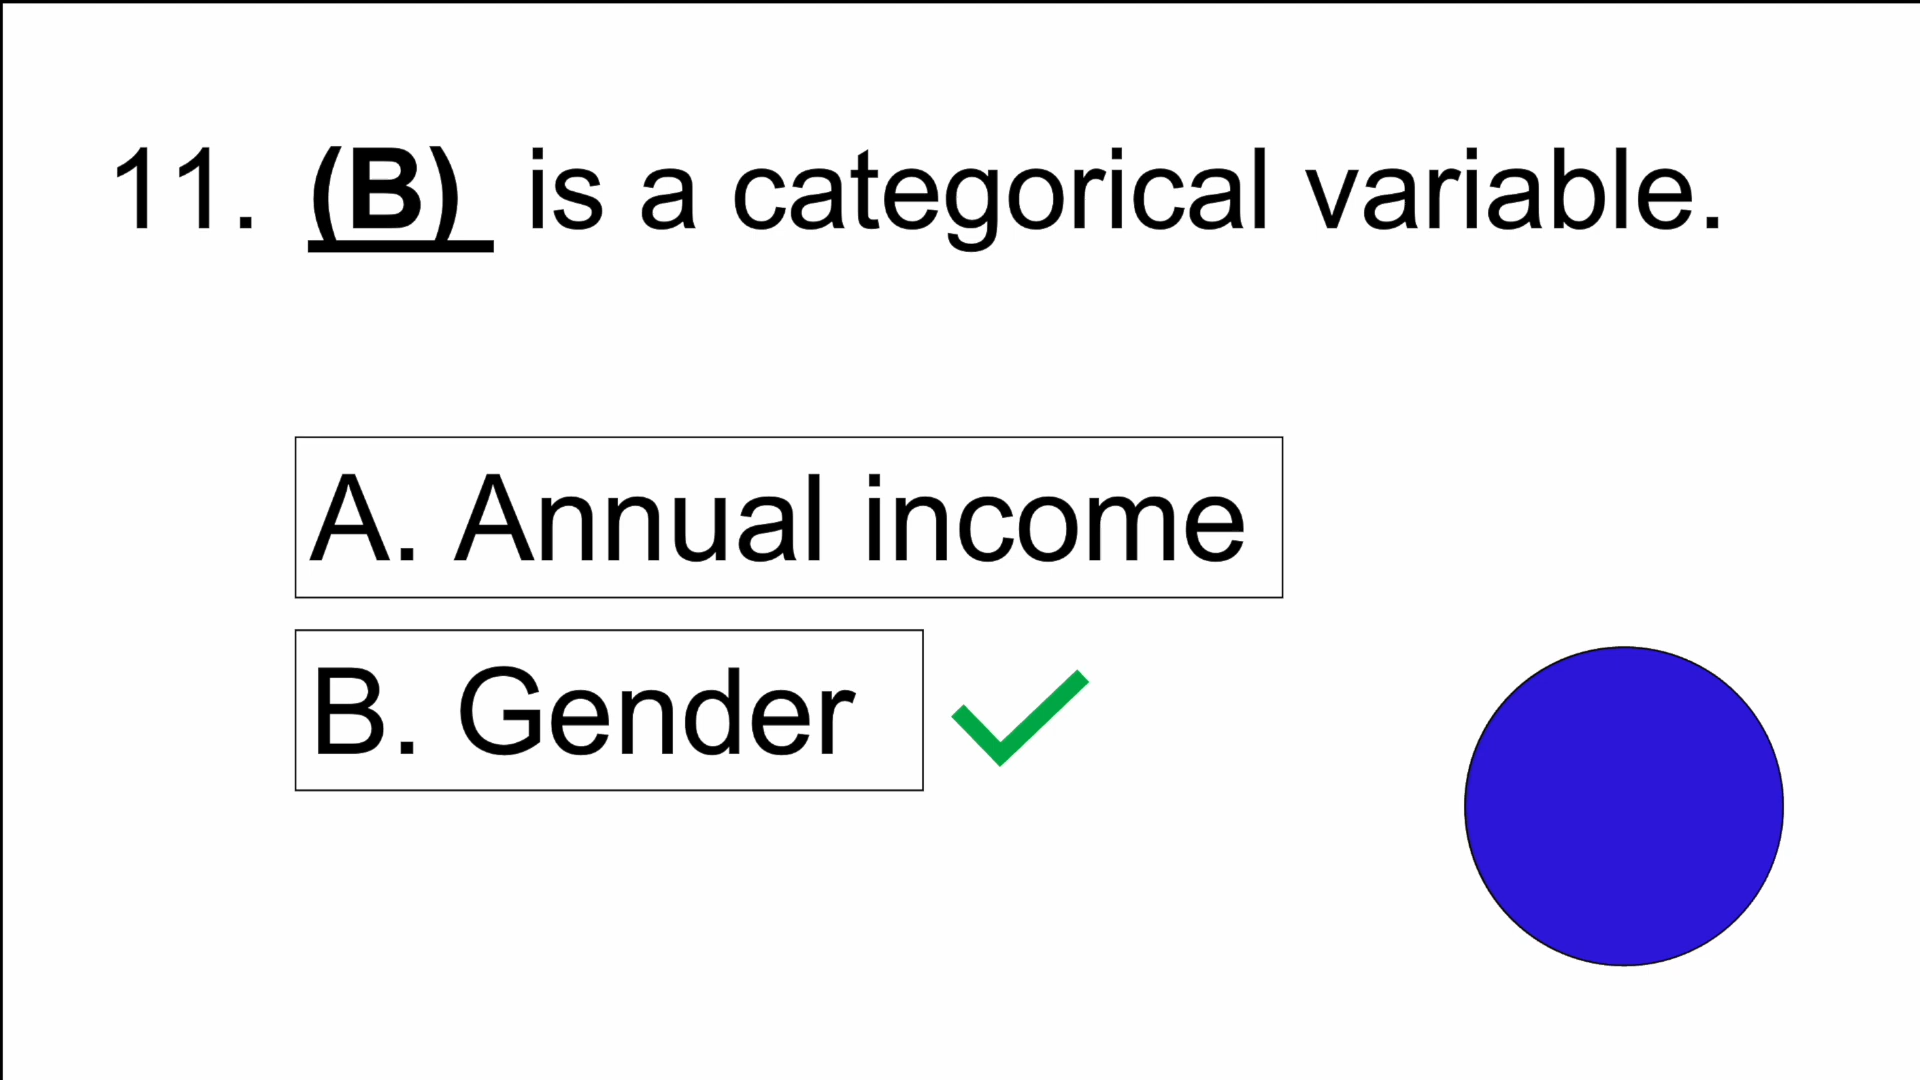 11. (B) is a categorical variable.
A. Annual income
B. Gender